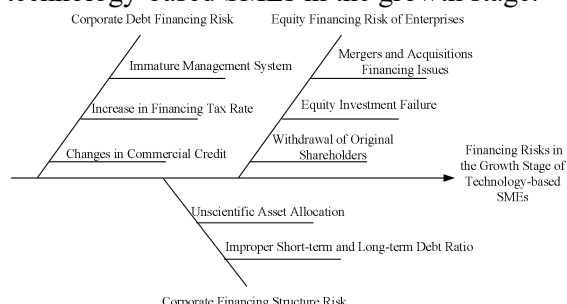 technology-based SMEs in the growth stage.
Corporate Debt Financing Risk
Equity Financing Risk of Enterprises
Immature Management System
Increase in Financing Tax Rate
Changes in Commercial Credit
Mergers and Acquisitions
Financing Issues
Equity Investment Failure
Withdrawal of Original
Shareholders
Financing Risks in
the Growth Stage of
Technology-based
SMEs
Unscientific Asset Allocation
Improper Short-term and Long-term Debt Ratio
Corporate Financing Structure Risk